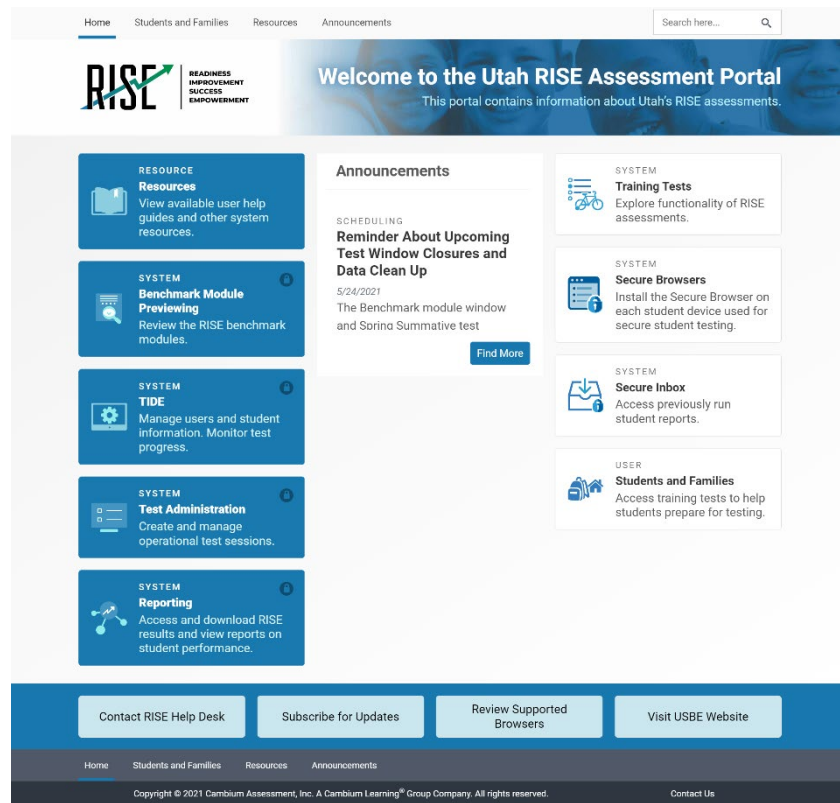 Home Students and Families Resources Announcements
Search here...
RISE
READINESS
IMPROVEMENT
SUCCESS
EMPOWERMENT
Welcome to the Utah RISE Assessment Portal
This portal contains information about Utah's RISE assessments.
RESOURCE
Resources
View available user help
guides and other system
resources.
SYSTEM
Benchmark Module
Previewing
Review the RISE benchmark
modules.
SYSTEM
TIDE
Manage users and student
information. Monitor test
progress.
SYSTEM
Test Administration
Create and manage
operational test sessions.
SYSTEM
Reporting
Access and download RISE
results and view reports on
student performance.
Announcements
SCHEDULING
Reminder About Upcoming
Test Window Closures and
Data Clean Up
5/24/2021
The Benchmark module window
and Spring Summative test
Find More
SYSTEM
Training Tests
Explore functionality of RISE
assessments.
SYSTEM
Secure Browsers
Install the Secure Browser on
each student device used for
secure student testing.
SYSTEM
Secure Inbox
Access previously run
student reports.
USER
Students and Families
Access training tests to help
students prepare for testing.
Contact RISE Help Desk
Subscribe for Updates
Review Supported
Browsers
Visit USBE Website
Home Students and Families Resources Announcements
Copyright © 2021 Cambium Assessment, Inc. A Cambium Learning® Group Company. All rights reserved. Contact Us